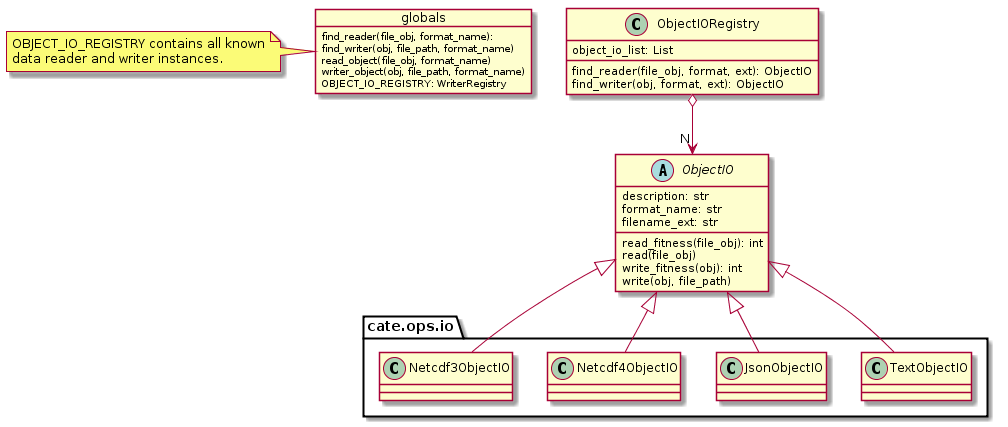 OBJECT_IO_REGISTRY contains all known
data reader and writer instances.
globals
find_reader(file_obj, format_name):
find_writer(obj, file_path, format_name)
read_object(file_obj, format_name)
writer_object(obj, file_path, format_name)
OBJECT_IO_REGISTRY: WriterRegistry
C ObjectIORegistry
object_io_list: List
find_reader(file_obj, format, ext): ObjectIO
find_writer(obj, format, ext): ObjectIO
N
A ObjectIO
description: str
format_name: str
filename_ext: str
read_fitness(file_obj): int
read(file_obj)
write_fitness(obj): int
write(obj, file_path)
cate.ops.io
C Netcdf3ObjectIO
C Netcdf4ObjectIO
C JsonObjectIO
C TextObjectIO